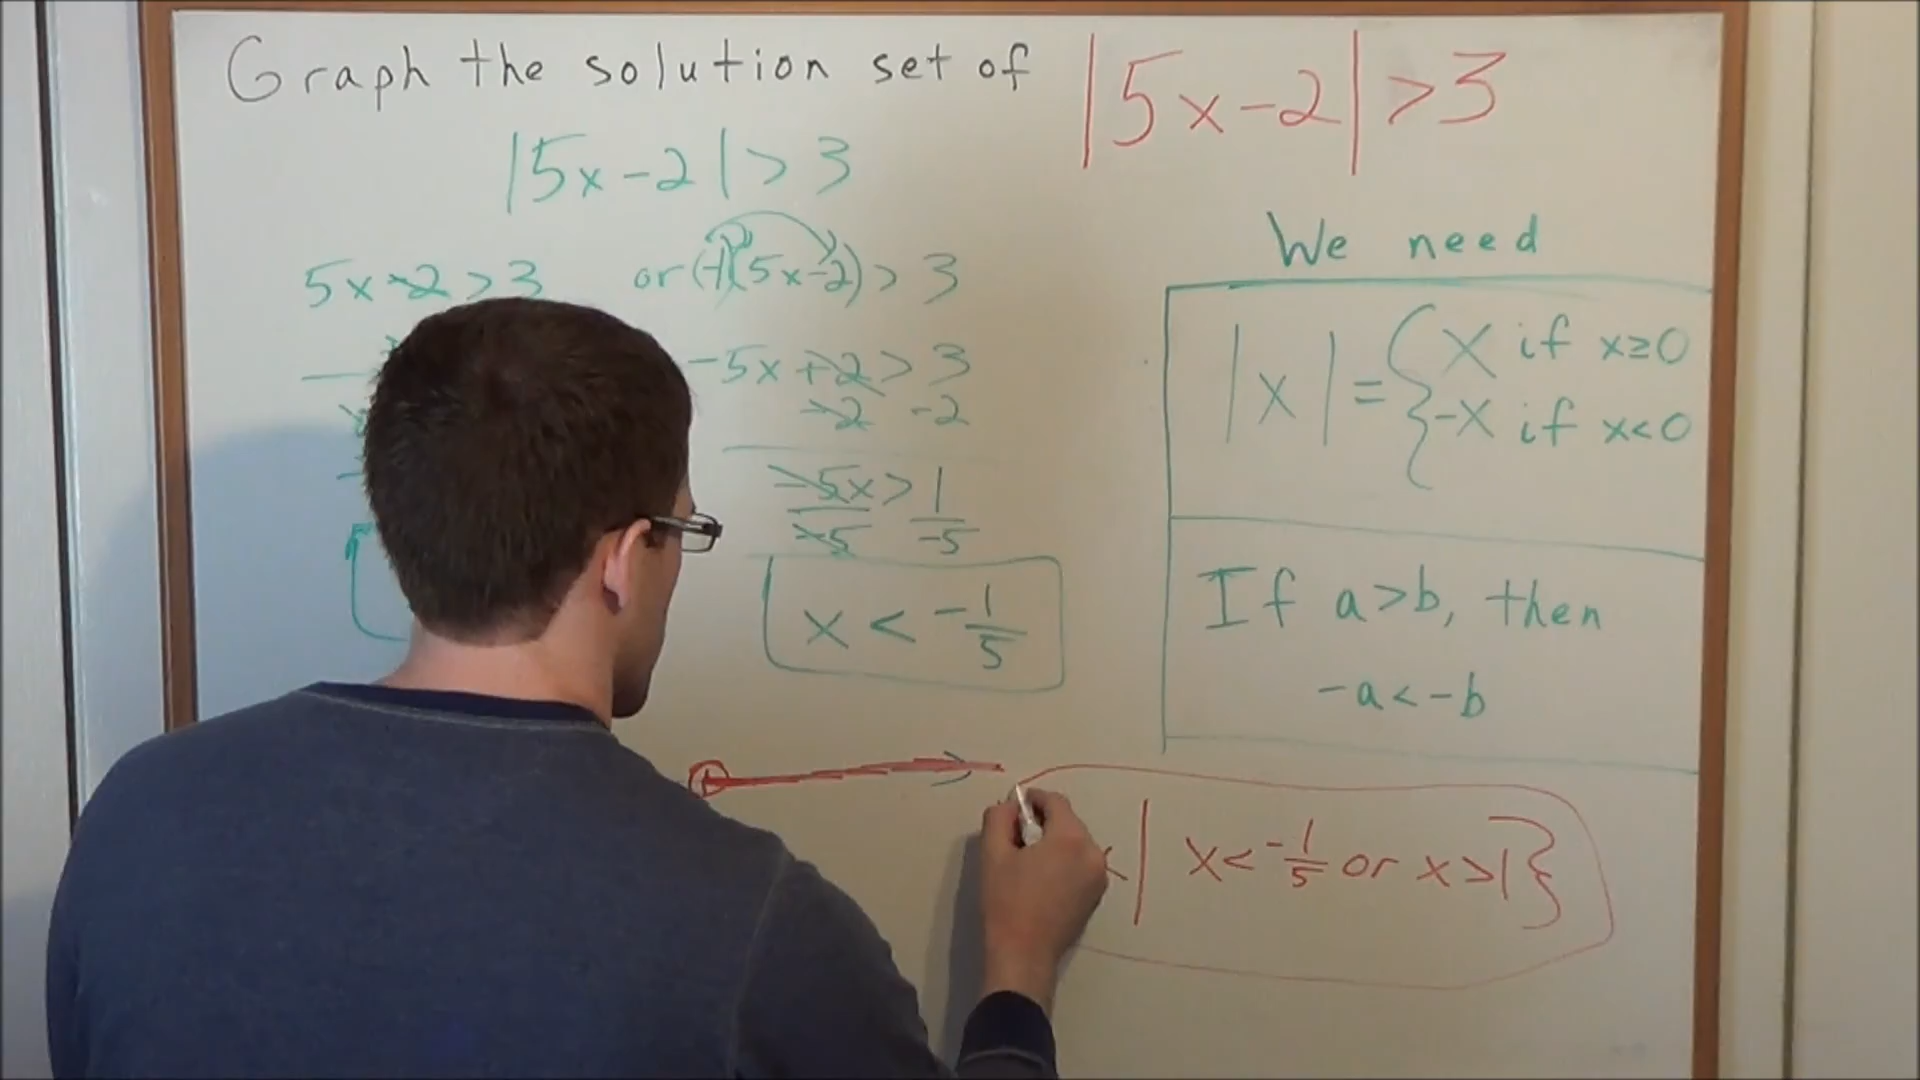 Graph the solution set of |5x-2|>3
|5x-2|>3
5x-2>3 or (-1)(5x-2)>3
-5x+2>3
-2 -2
-5x>1
-5 -5
x<-1/5
We need
|x|={x if x≥0
-x if x<0
If a>b, then
-a<-b
x| x<-1/5 or x>1}